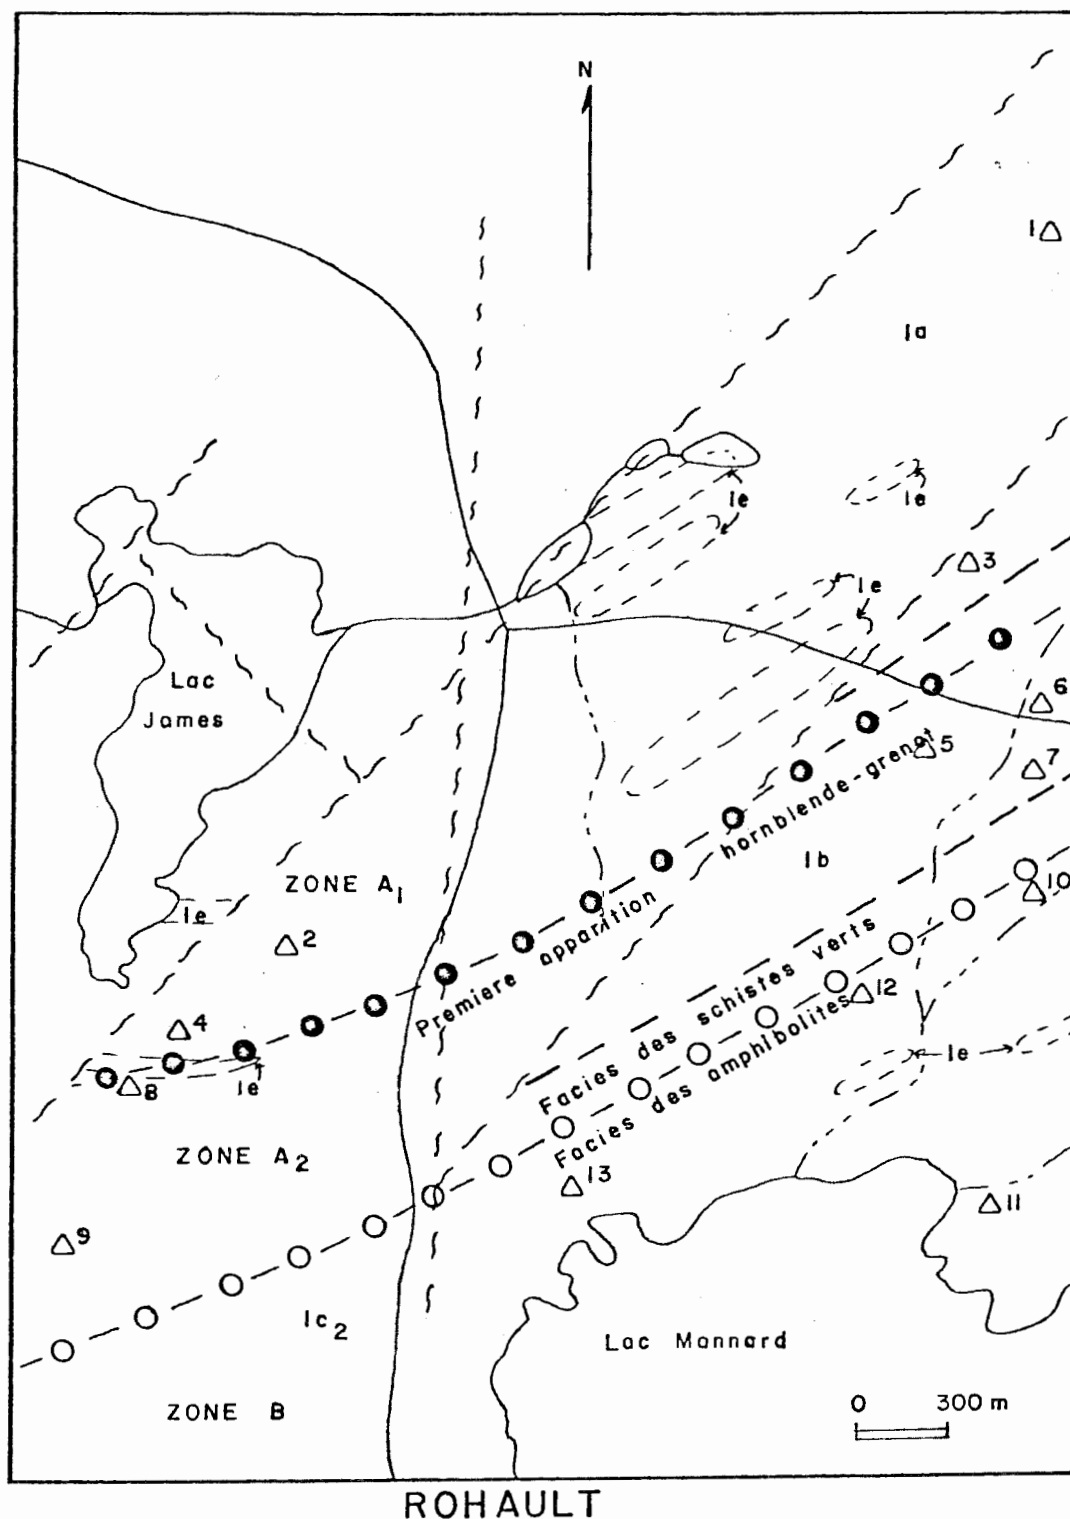 N
1
1a
1e
1e
3
1e
Lac
James
6
5
7
hornblende-grenat
1b
ZONE A1
10
1e
2
Premiere apparition
12
4
Facies des schistes verts
1e
8
1e
Facies des amphibolites
ZONE A2
13
11
9
1c2
Lac Mannard
ZONE B
0 300 m
ROHAULT